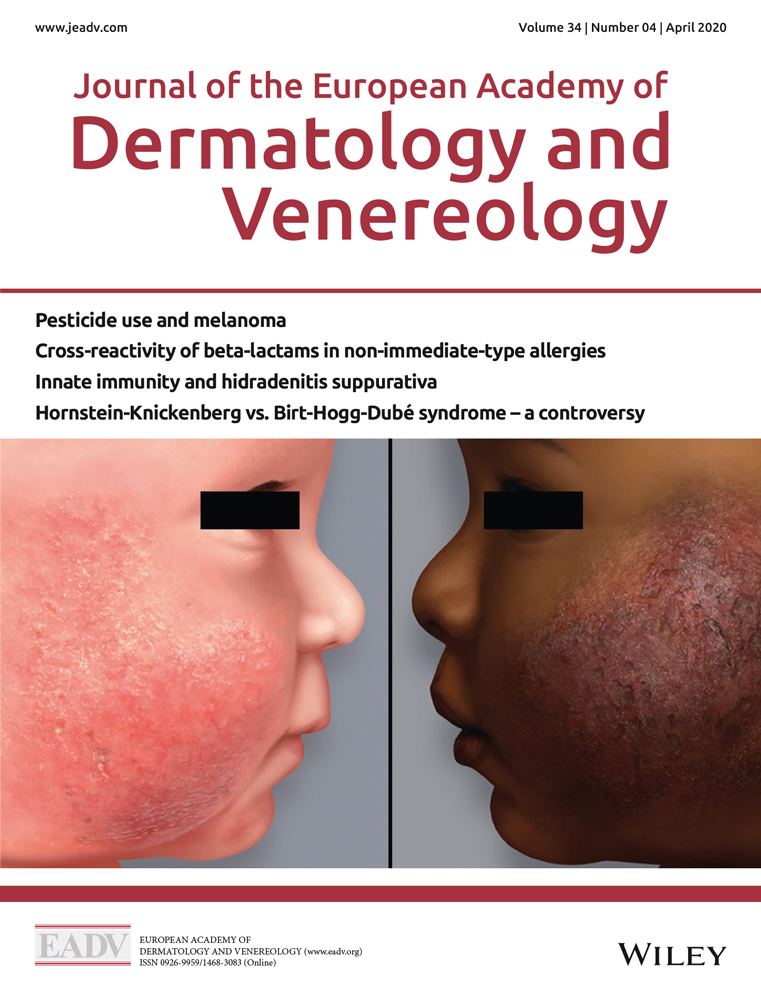 www.jeadv.com
Volume 34 | Number 04 | April 2020
Journal of the European Academy of
Dermatology and
Venereology
Pesticide use and melanoma
Cross-reactivity of beta-lactams in non-immediate-type allergies
Innate immunity and hidradenitis suppurativa
Hornstein-Knickenberg vs. Birt-Hogg-Dubé syndrome – a controversy
EADV
EUROPEAN ACADEMY OF
DERMATOLOGY AND VENEREOLOGY (www.eadv.org)
ISSN 0926-9959/1468-3083 (Online)
WILEY